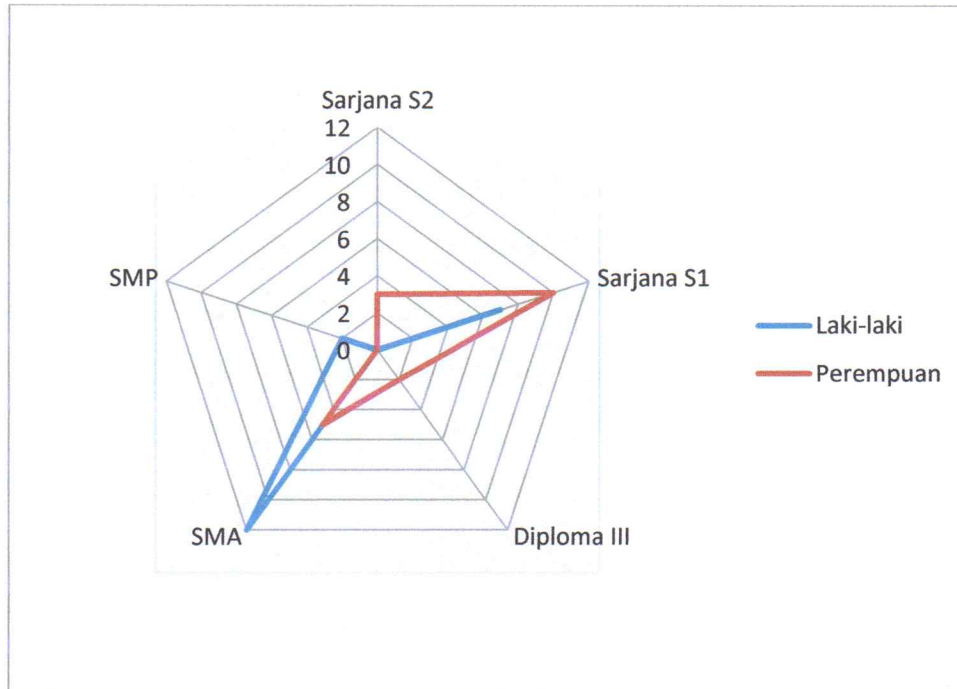 Sarjana S2
12
10
8
6
4
2
0
SMP
Sarjana S1
SMA
Diploma III
Laki-laki
Perempuan